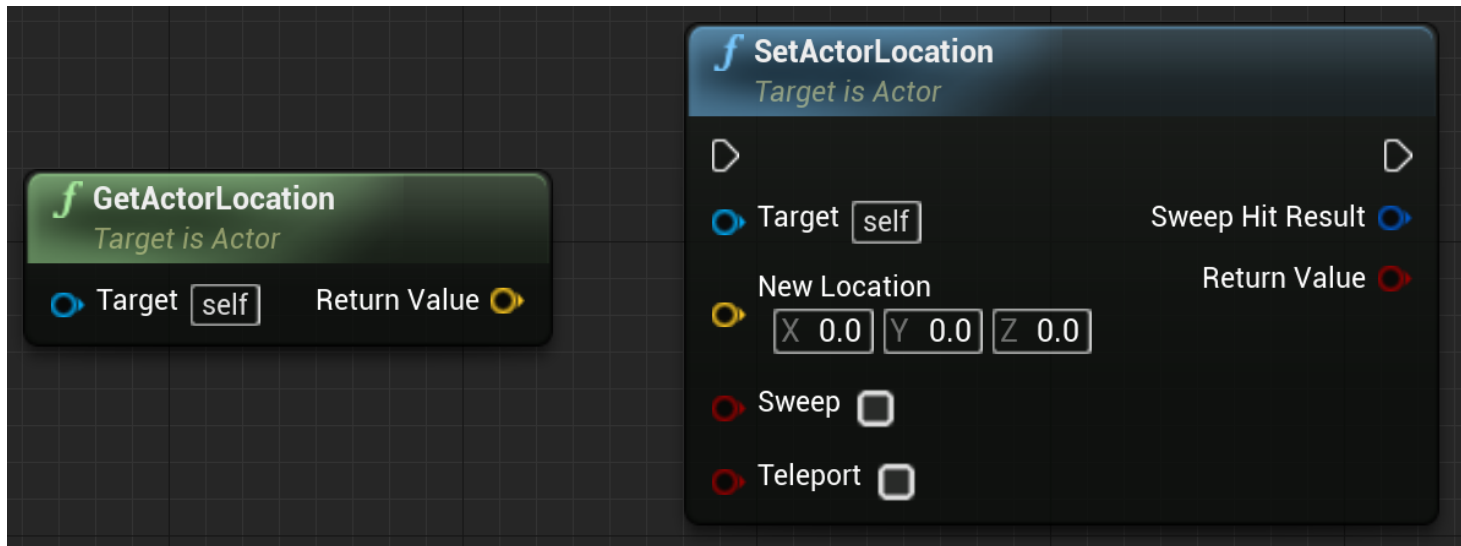 f GetActorLocation
Target is Actor
Target self Return Value
f SetActorLocation
Target is Actor
Target self Sweep Hit Result
New Location Return Value
X 0.0 Y 0.0 Z 0.0
Sweep
Teleport